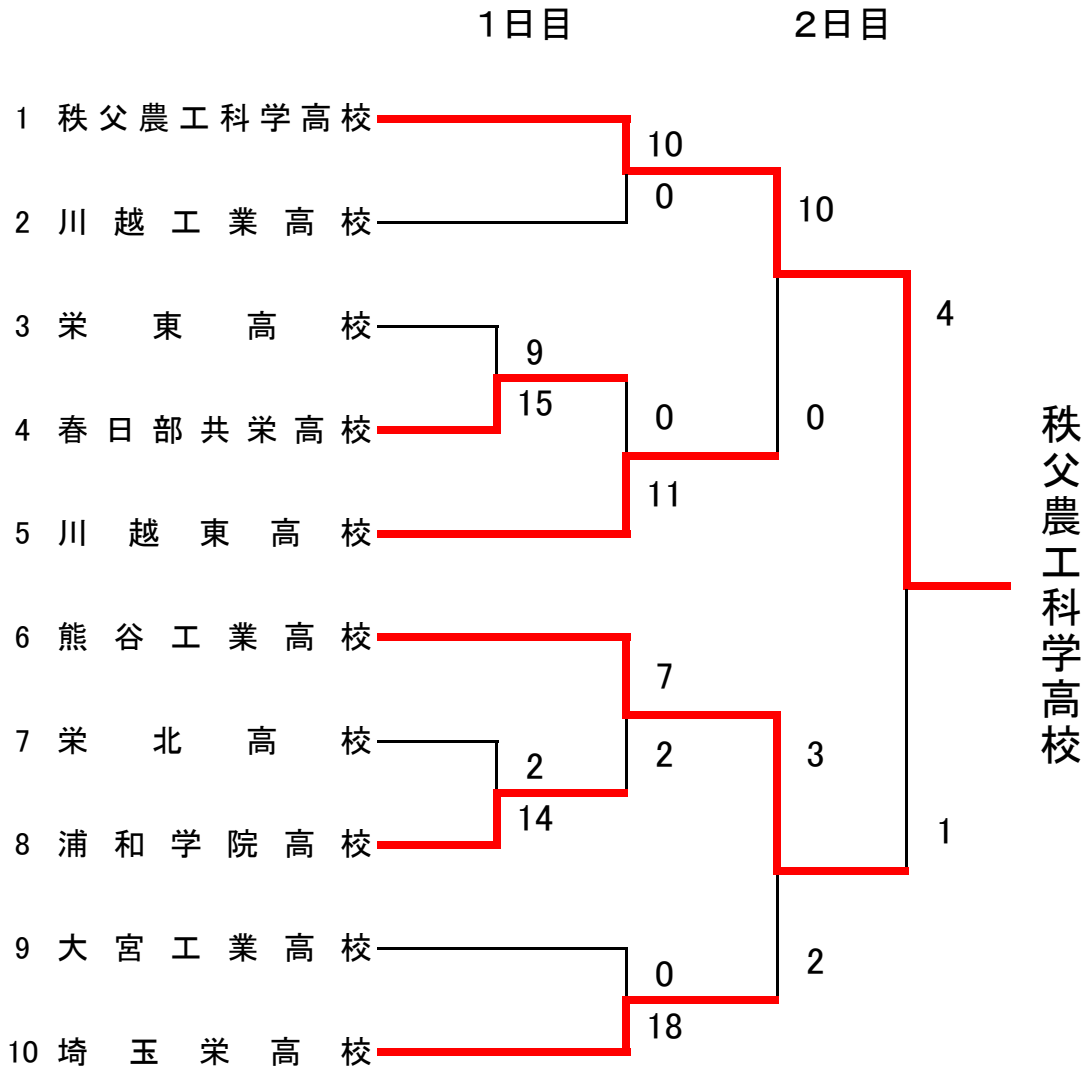 １日目 ２日目
1 秩父農工科学高校
10
0
2 川越工業高校
10
3 栄東高校
4
9
15
4 春日部共栄高校
0
0
11
5 川越東高校
秩父農工科学高校
6 熊谷工業高校
7
7 栄北高校
2
3
2
14
8 浦和学院高校
1
9 大宮工業高校
0
2
18
10 埼玉栄高校